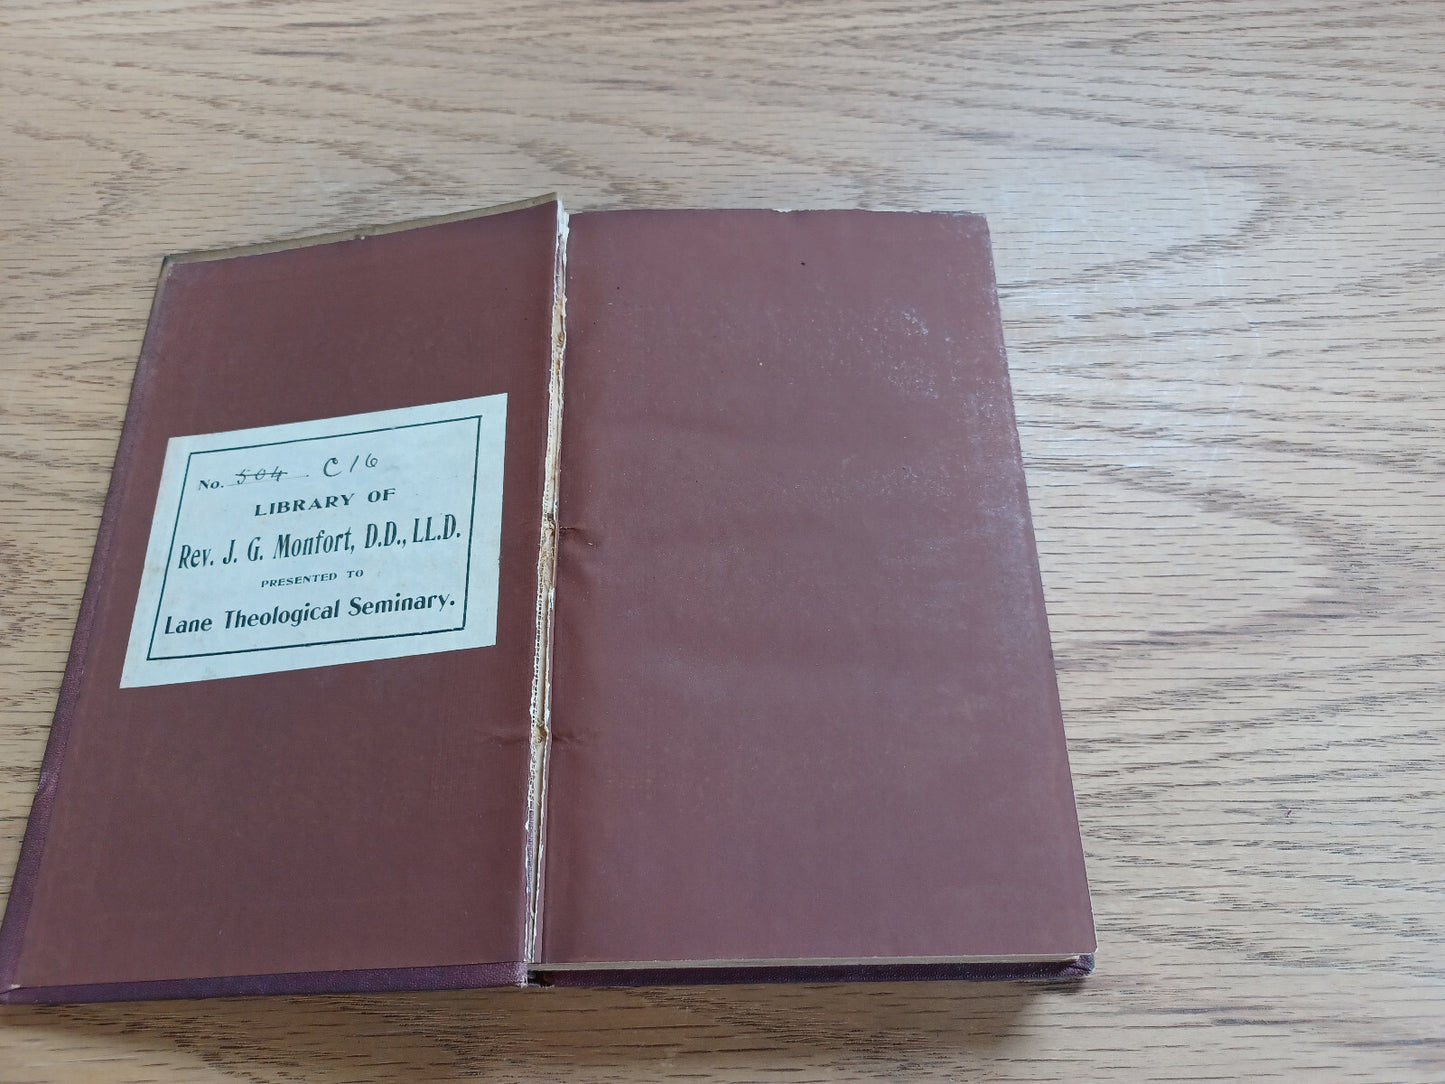 No. 504 C16
LIBRARY OF
Rev. J. G. Monfort, D.D., LL.D.
PRESENTED TO
Lane Theological Seminary.